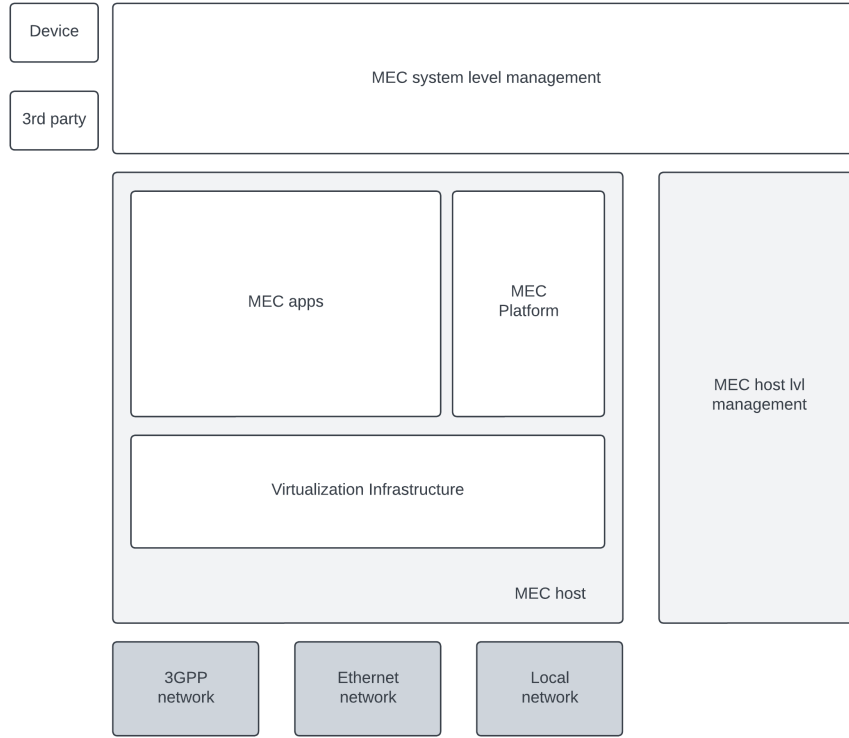 Device
MEC system level management
3rd party
MEC apps
MEC
Platform
MEC host lvl
management
Virtualization Infrastructure
MEC host
3GPP
network
Ethernet
network
Local
network